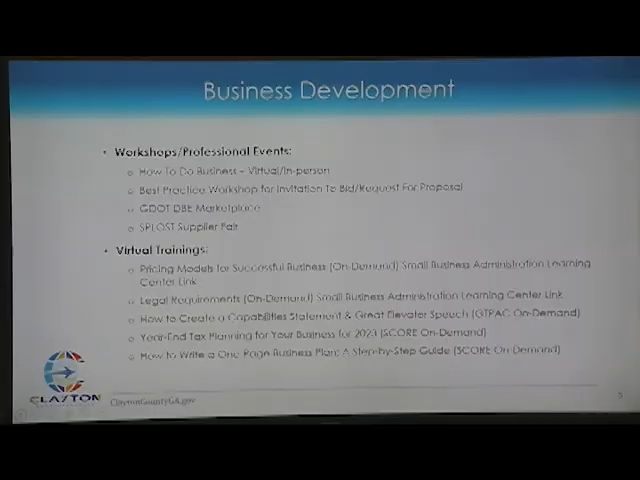 Business Development
• Workshops/Professional Events:
o How To Do Business – Virtual/In-person
o Best Practice Workshop for Invitation To Bid/Request For Proposal
o GDOT DBE Marketplace
o SPLOST Supplier Fair
• Virtual Trainings:
o Pricing Models for Successful Business (On-Demand) Small Business Administration Learning
Center Link
o Legal Requirements (On-Demand) Small Business Administration Learning Center Link
o How to Create a Capabilities Statement & Great Elevator Speech (GTPAC On-Demand)
o Year-End Tax Planning for Your Business for 2023 (SCORE On-Demand)
o How to Write a One Page Business Plan: A Step-by-Step Guide (SCORE On-Demand)
CLAYTON
ClaytonCountyGA.gov
5